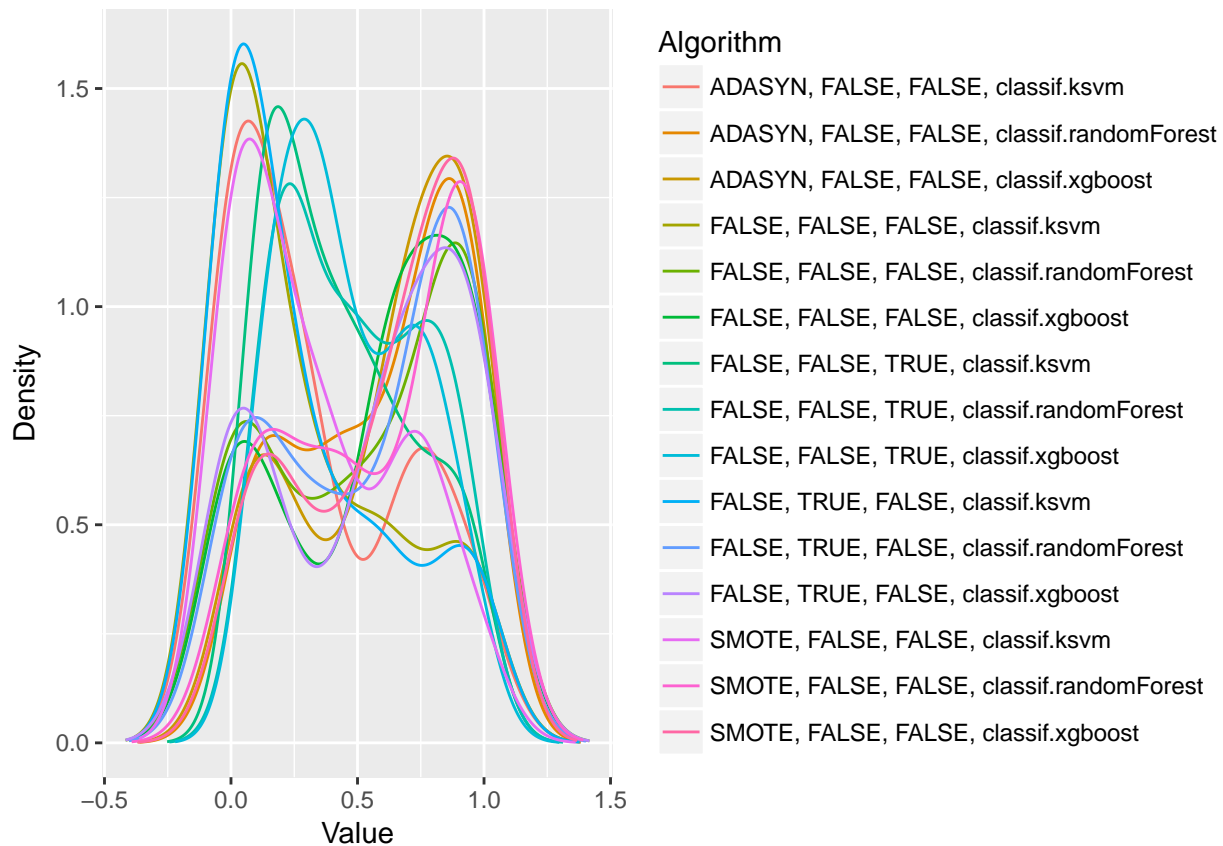 Algorithm
ADASYN, FALSE, FALSE, classif.ksvm
ADASYN, FALSE, FALSE, classif.randomForest
ADASYN, FALSE, FALSE, classif.xgboost
FALSE, FALSE, FALSE, classif.ksvm
FALSE, FALSE, FALSE, classif.randomForest
FALSE, FALSE, FALSE, classif.xgboost
FALSE, FALSE, TRUE, classif.ksvm
FALSE, FALSE, TRUE, classif.randomForest
FALSE, FALSE, TRUE, classif.xgboost
FALSE, TRUE, FALSE, classif.ksvm
FALSE, TRUE, FALSE, classif.randomForest
FALSE, TRUE, FALSE, classif.xgboost
SMOTE, FALSE, FALSE, classif.ksvm
SMOTE, FALSE, FALSE, classif.randomForest
SMOTE, FALSE, FALSE, classif.xgboost
Density
1.5
1.0
0.5
0.0
−0.5 0.0 0.5 1.0 1.5
Value